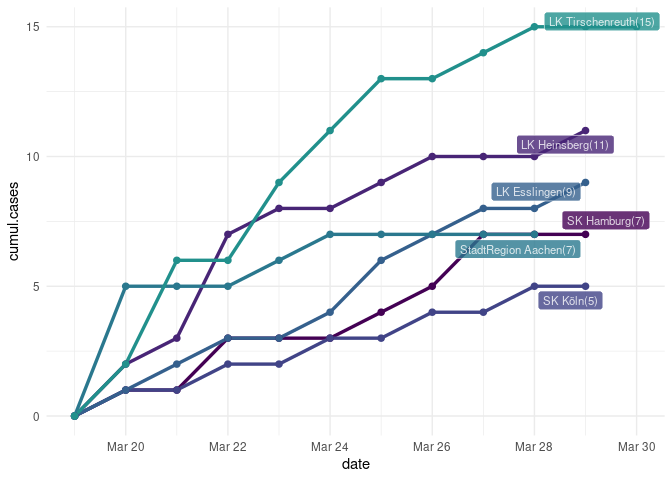 cumul.cases
15
10
5
0
LK Tirschenreuth(15)
LK Heinsberg(11)
LK Esslingen(9)
SK Hamburg(7)
StadtRegion Aachen(7)
SK Köln(5)
Mar 20
Mar 22
Mar 24
Mar 26
Mar 28
Mar 30
date